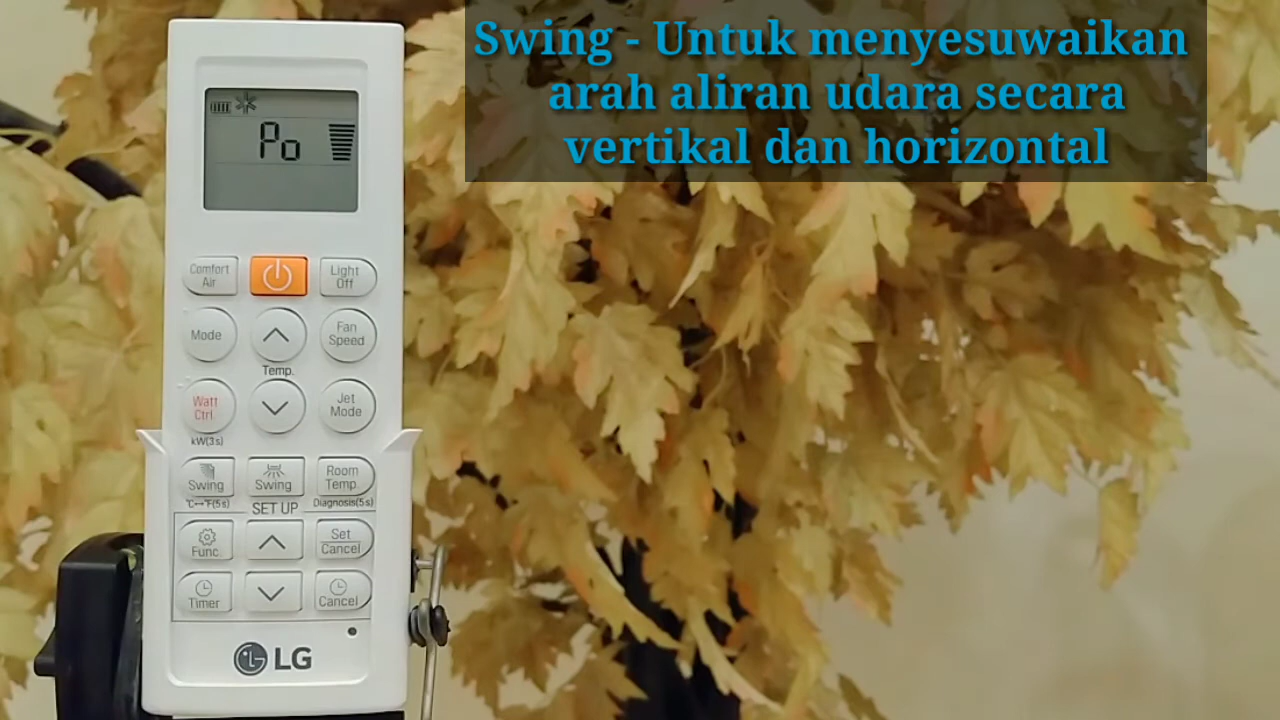 Swing - Untuk menyesuwaikan
arah aliran udara secara
vertikal dan horizontal
Po
Comfort
Air
Light
Off
Mode
Fan
Speed
Temp.
Watt
Ctrl.
Jet
Mode
kW(3s)
Swing
Swing
Room
Temp
°C↔°F(5s)
SET UP
Diagnosis(5s)
Func.
Set
Cancel
Timer
Cancel
LG